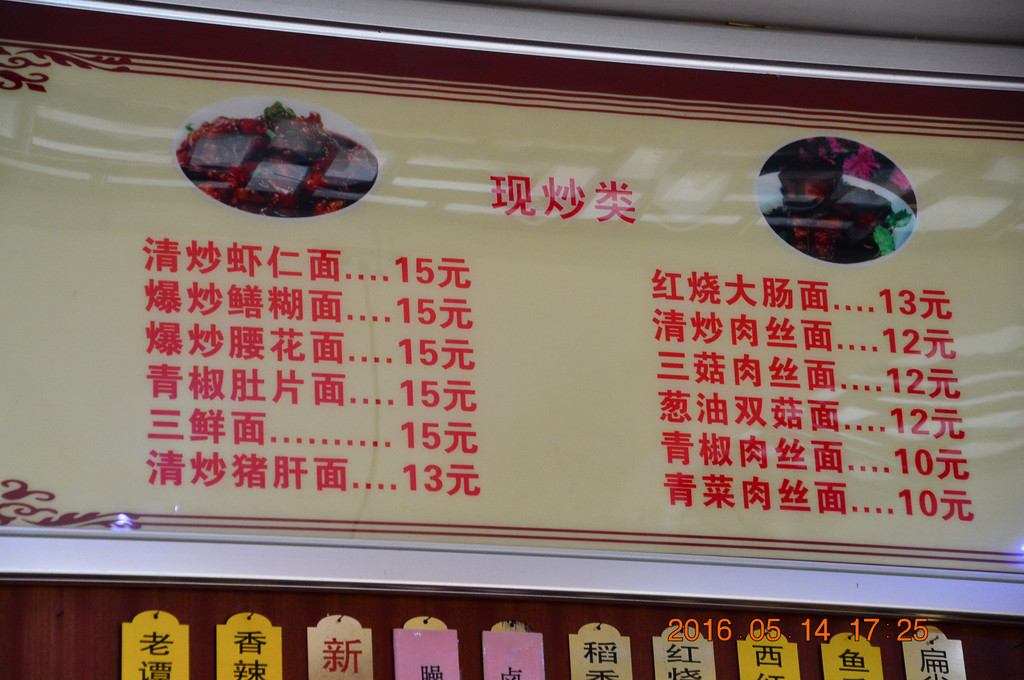 现炒类
清炒虾仁面....15元
爆炒鳝糊面....15元
爆炒腰花面....15元
青椒肚片面....15元
三鲜面..........15元
清炒猪肝面....13元
红烧大肠面....13元
清炒肉丝面....12元
三菇肉丝面....12元
葱油双菇面....12元
青椒肉丝面....10元
青菜肉丝面....10元
老谭
香辣
新
稻香
红烧
西红
鱼
扁
2016 05 14 17 25